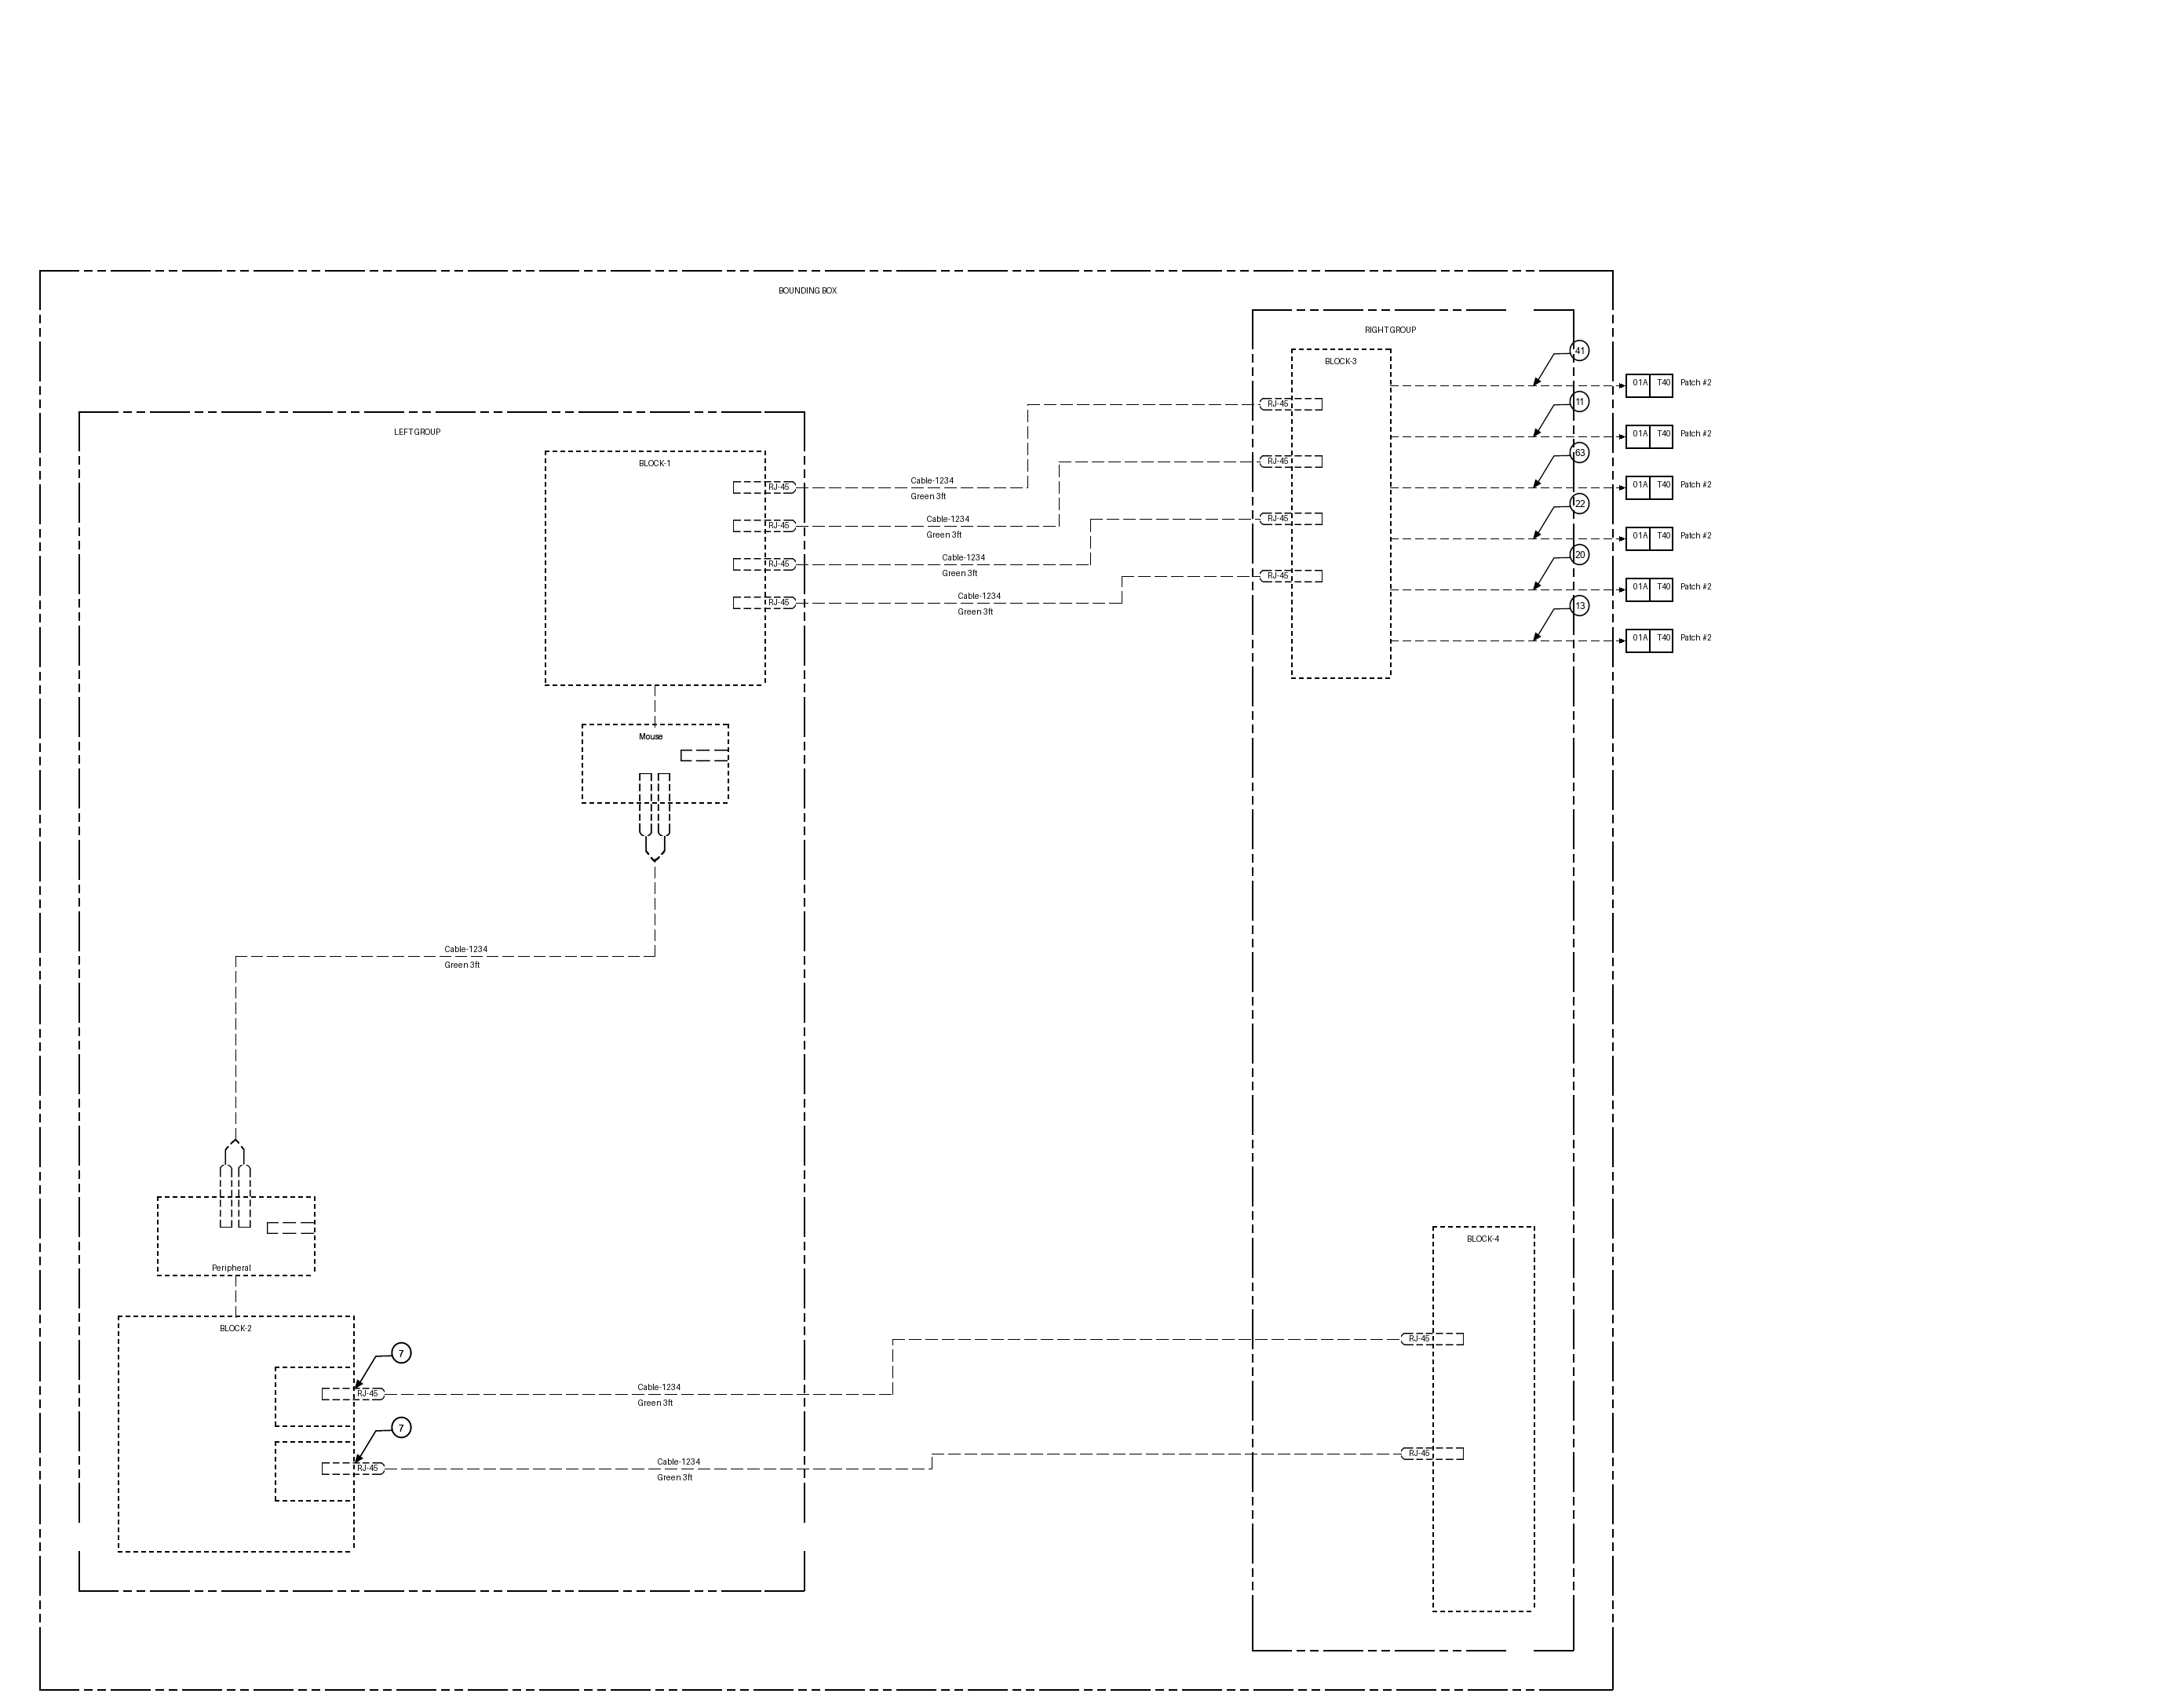 BOUNDING BOX
RIGHT GROUP
BLOCK-3
41
01A T40 Patch #2
11
01A T40 Patch #2
63
01A T40 Patch #2
22
01A T40 Patch #2
20
01A T40 Patch #2
13
01A T40 Patch #2
RJ-45
RJ-45
RJ-45
RJ-45
LEFT GROUP
BLOCK-1
RJ-45
Cable-1234
Green 3ft
RJ-45
Cable-1234
Green 3ft
RJ-45
Cable-1234
Green 3ft
RJ-45
Cable-1234
Green 3ft
Mouse
Cable-1234
Green 3ft
Peripheral
BLOCK-2
7
RJ-45
Cable-1234
Green 3ft
7
RJ-45
Cable-1234
Green 3ft
BLOCK-4
RJ-45
RJ-45